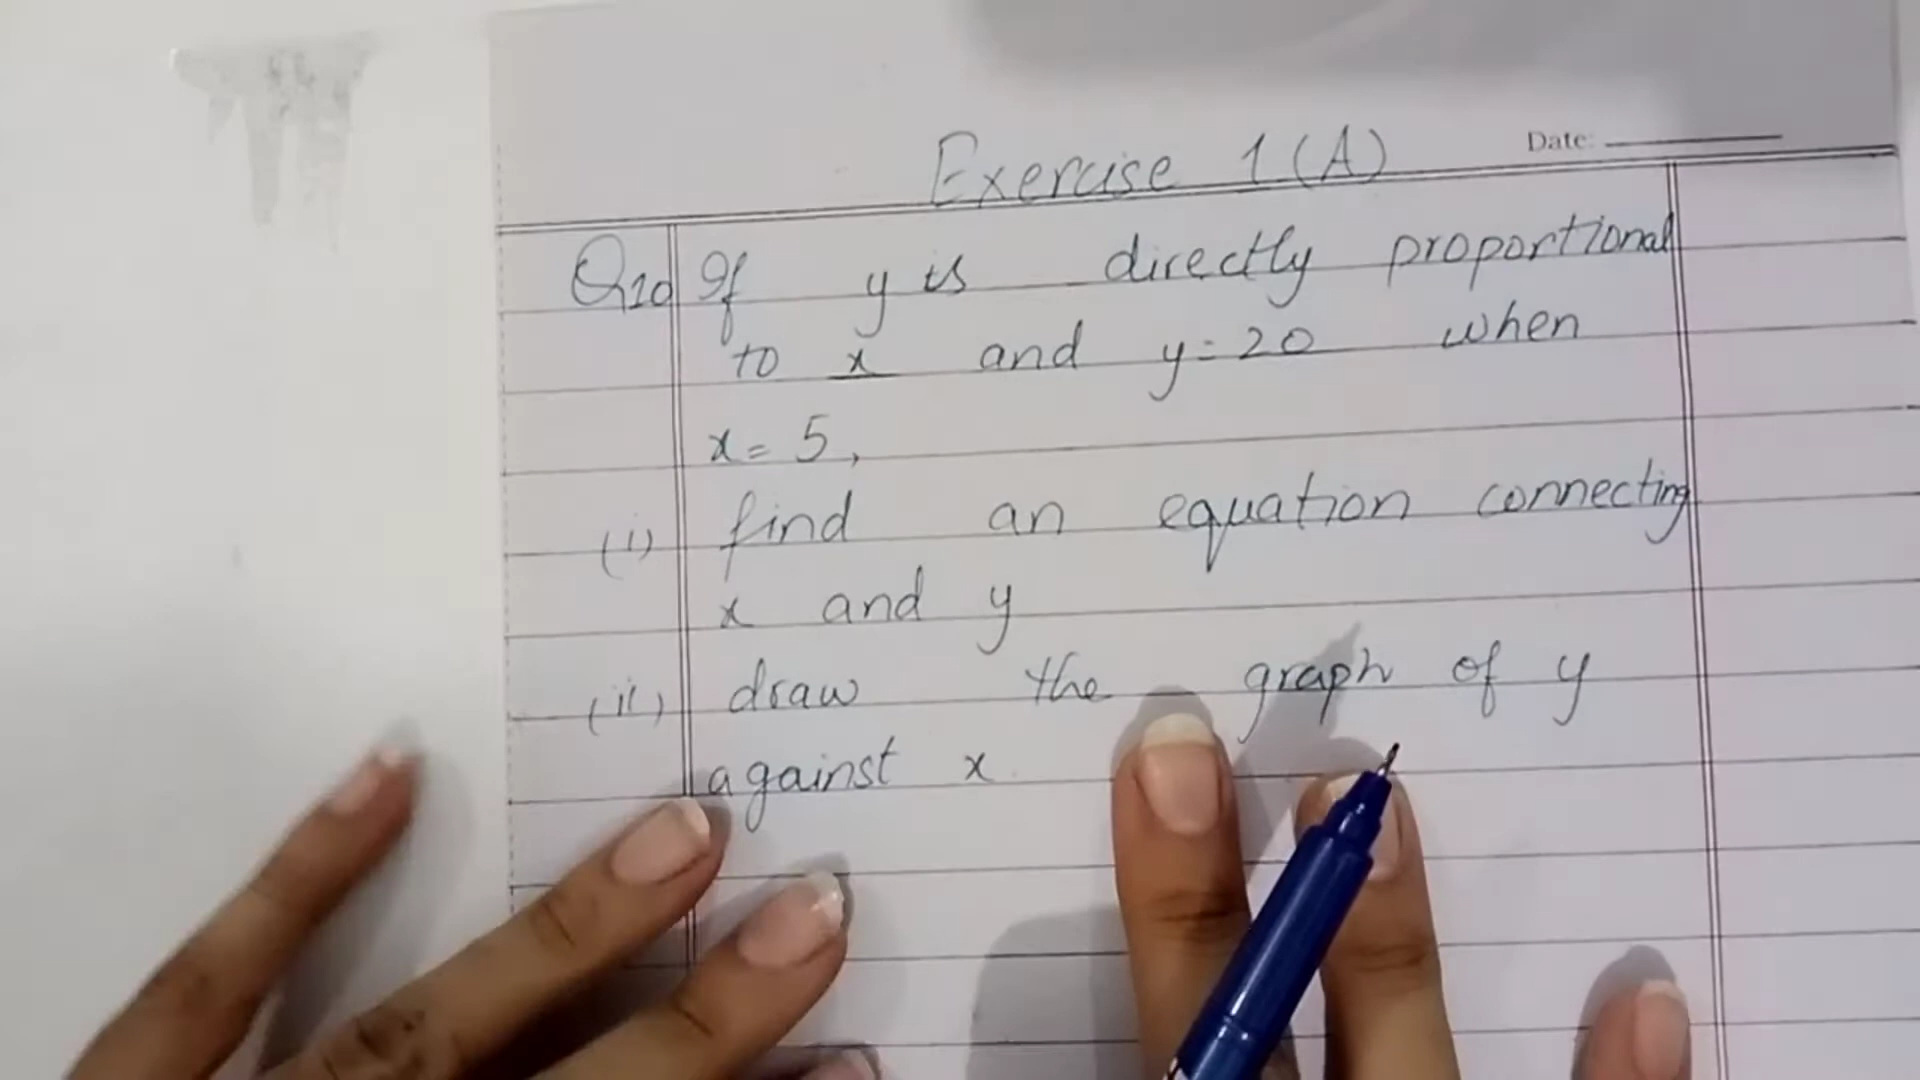 Exercise 1(A)
Date:
Q10 If y is directly proportional
to x and y=20 when
x = 5,
(i) find an equation connecting
x and y
(ii) draw the graph of y
against x